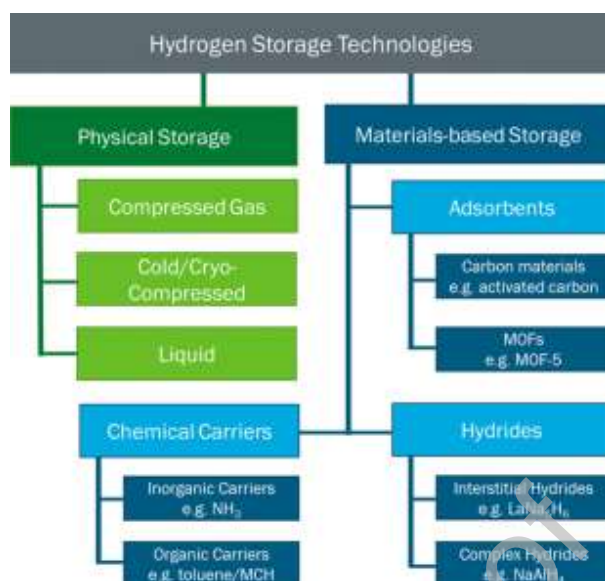 Hydrogen Storage Technologies
Physical Storage
Compressed Gas
Cold/Cryo-
Compressed
Liquid
Materials-based Storage
Adsorbents
Carbon materials
e.g. activated carbon
MOFs
e.g. MOF-5
Chemical Carriers
Inorganic Carriers
e.g. NH₃
Organic Carriers
e.g. toluene/MCH
Hydrides
Interstitial Hydrides
e.g.
Complex Hydrides
e.g.